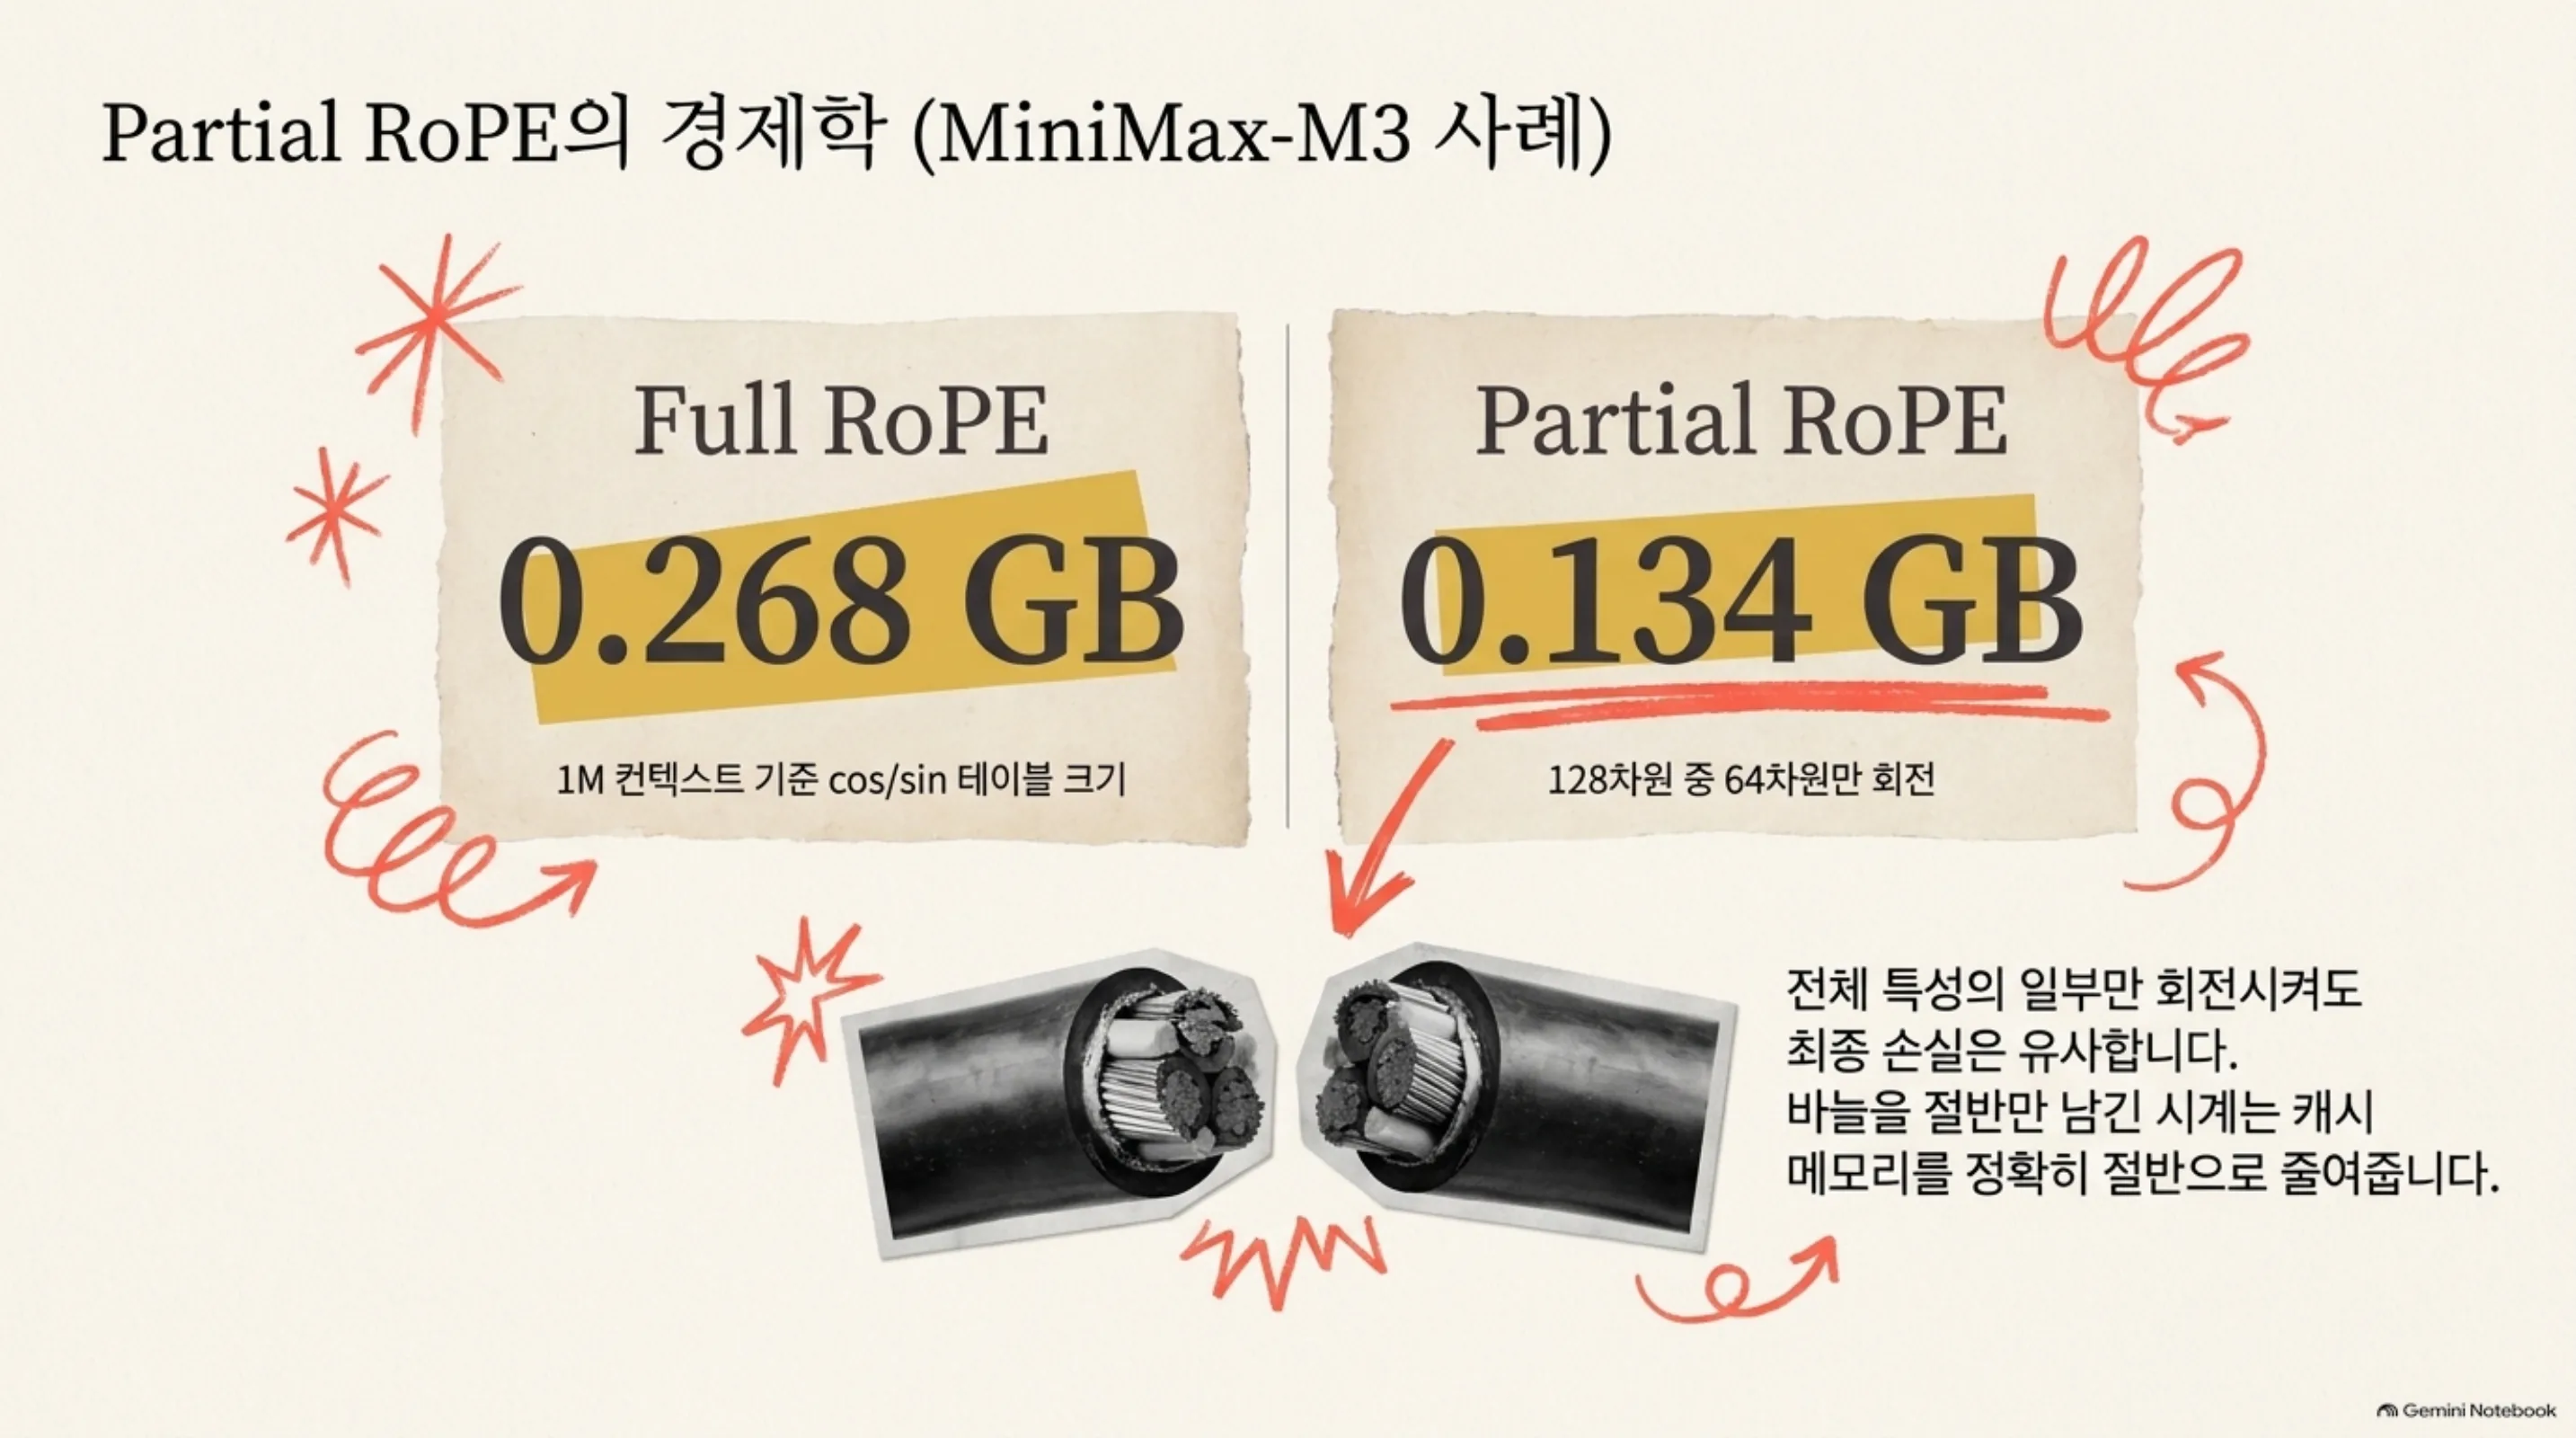 Partial RoPE의 경제학 (MiniMax-M3 사례)
Full RoPE
0.268 GB
1M 컨텍스트 기준 cos/sin 테이블 크기
Partial RoPE
0.134 GB
128차원 중 64차원만 회전
전체 특성의 일부만 회전시켜도
최종 손실은 유사합니다.
바늘을 절반만 남긴 시계는 캐시
메모리를 정확히 절반으로 줄여줍니다.
Gemini Notebook